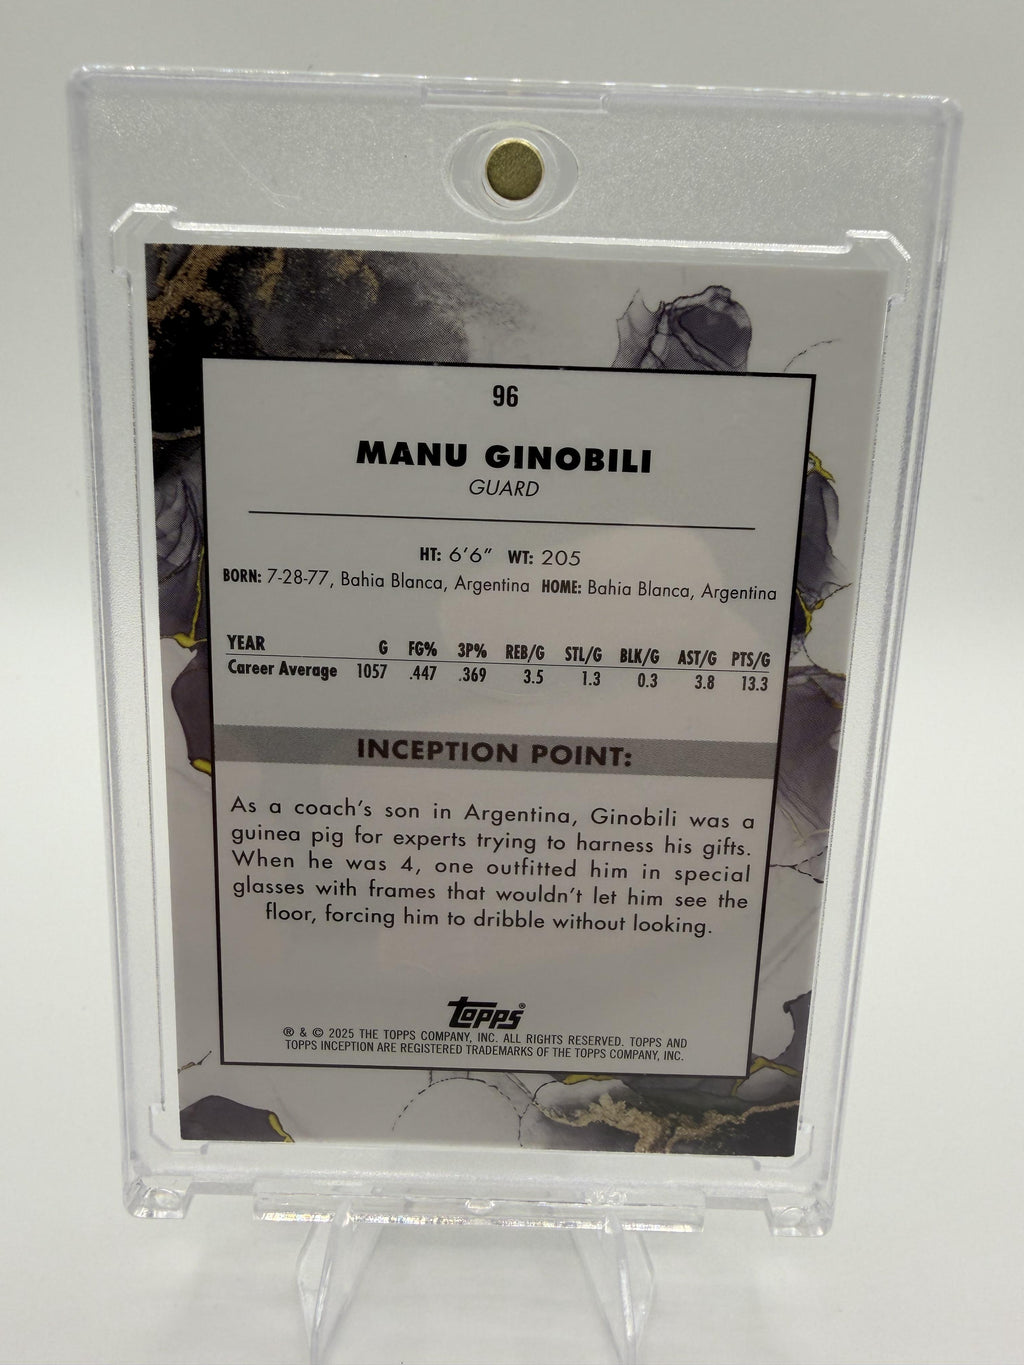 96
MANU GINOBILI
GUARD
HT: 6'6" WT: 205
BORN: 7-28-77, Bahia Blanca, Argentina HOME: Bahia Blanca, Argentina
YEAR G FG% 3P% REB/G STL/G BLK/G AST/G PTS/G
Career Average 1057 .447 .369 3.5 1.3 0.3 3.8 13.3
INCEPTION POINT:
As a coach's son in Argentina, Ginobili was a
guinea pig for experts trying to harness his gifts.
When he was 4, one outfitted him in special
glasses with frames that wouldn't let him see the
floor, forcing him to dribble without looking.
topps®
® & © 2025 THE TOPPS COMPANY, INC. ALL RIGHTS RESERVED. TOPPS AND
TOPPS INCEPTION ARE REGISTERED TRADEMARKS OF THE TOPPS COMPANY, INC.